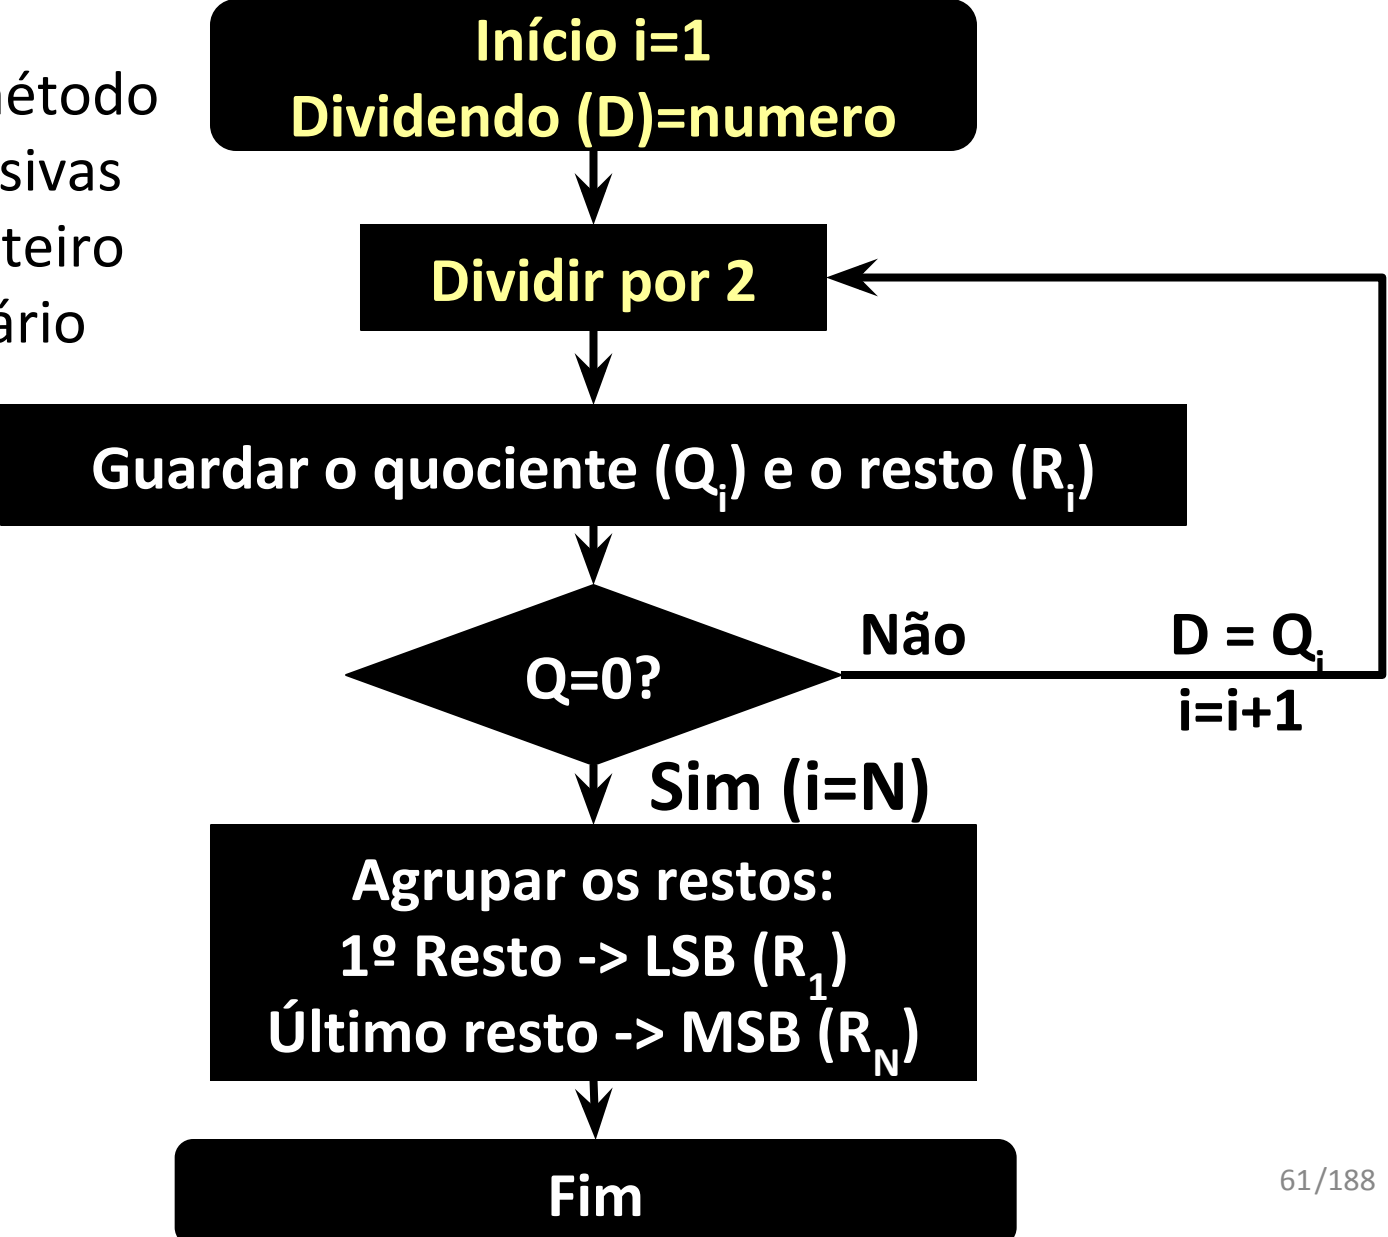 Início i=1
Dividendo (D)=numero
método
sivas
teiro
ário
Dividir por 2
Guardar o quociente (Qi) e o resto (Ri)
Q=0?
Não
D = Qi
i=i+1
Sim (i=N)
Agrupar os restos:
1º Resto -> LSB (R1)
Último resto -> MSB (RN)
Fim
61/188